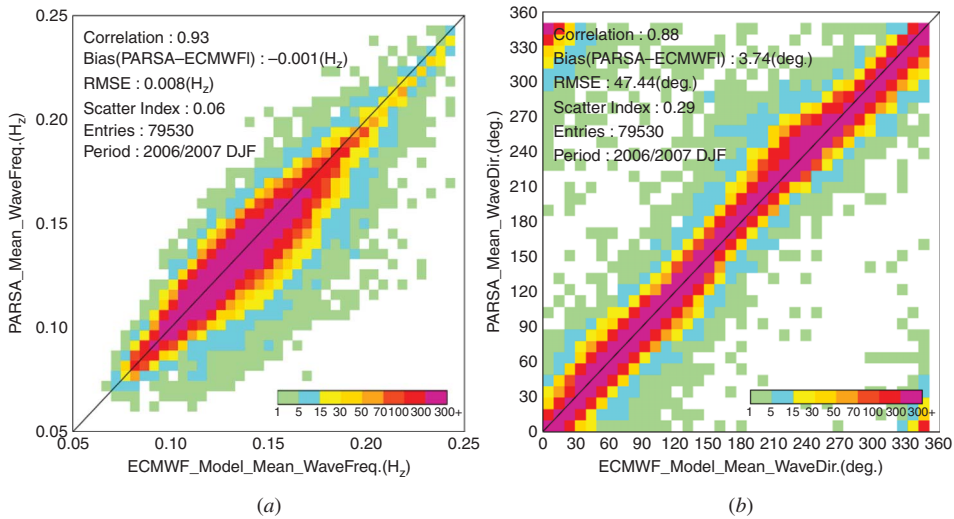 0.25
0.20
0.15
0.10
0.05
PARSA_Mean_WaveFreq.(Hz)
Correlation : 0.93
Bias(PARSA–ECMWFl) : –0.001(Hz)
RMSE : 0.008(Hz)
Scatter Index : 0.06
Entries : 79530
Period : 2006/2007 DJF
1 5 15 30 50 70 100 300 300+
0.05 0.10 0.15 0.20 0.25
ECMWF_Model_Mean_WaveFreq.(Hz)
(a)
360
330
300
270
240
210
180
150
120
90
60
30
0
PARSA_Mean_WaveDir.(deg.)
Correlation : 0.88
Bias(PARSA–ECMWFl) : 3.74(deg.)
RMSE : 47.44(deg.)
Scatter Index : 0.29
Entries : 79530
Period : 2006/2007 DJF
1 5 15 30 50 70 100 300 300+
0 30 60 90 120 150 180 210 240 270 300 330 360
ECMWF_Model_Mean_WaveDir.(deg.)
(b)